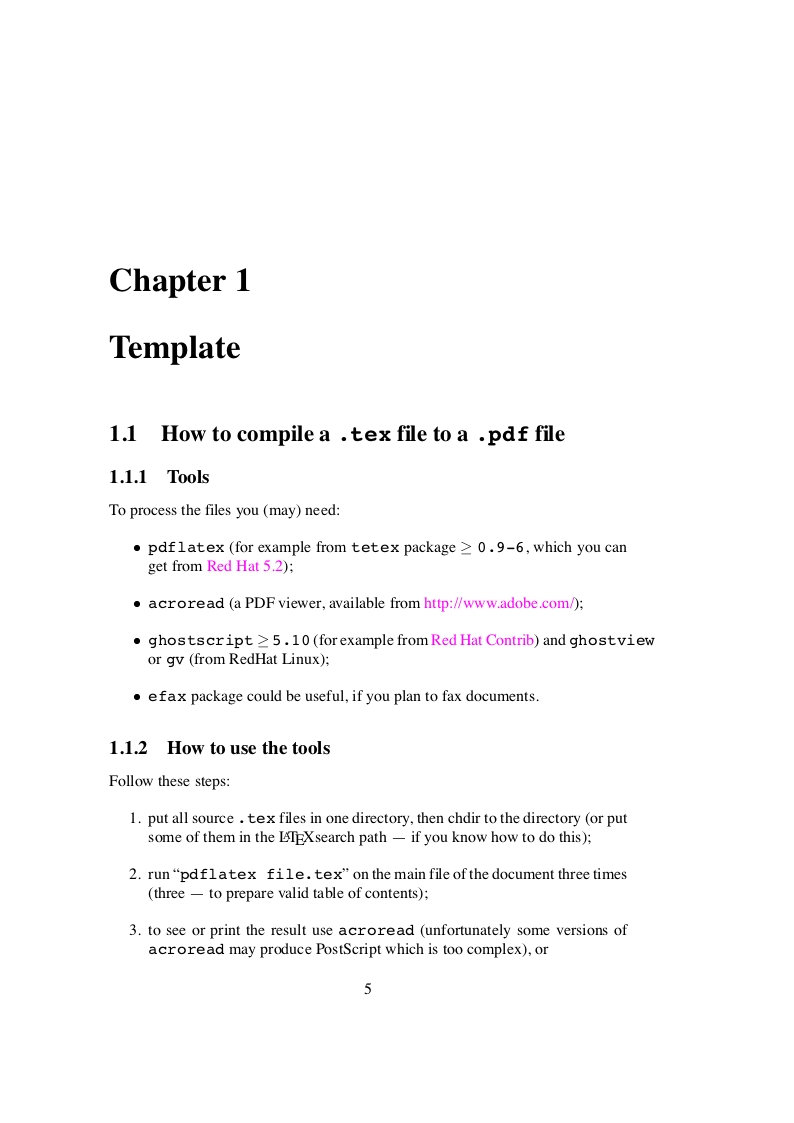 Chapter 1
Template
1.1 How to compile a .tex file to a .pdf file
1.1.1 Tools
To process the files you (may) need:
• pdflatex (for example from tetex package ≥ 0.9-6, which you can
get from Red Hat 5.2);
• acroread (a PDF viewer, available from http://www.adobe.com/);
• ghostscript ≥ 5.10 (for example from Red Hat Contrib) and ghostview
or gv (from RedHat Linux);
• efax package could be useful, if you plan to fax documents.
1.1.2 How to use the tools
Follow these steps:
1. put all source .tex files in one directory, then chdir to the directory (or put
some of them in the LATEXsearch path — if you know how to do this);
2. run “pdflatex file.tex” on the main file of the document three times
(three — to prepare valid table of contents);
3. to see or print the result use acroread (unfortunately some versions of
acroread may produce PostScript which is too complex), or
5